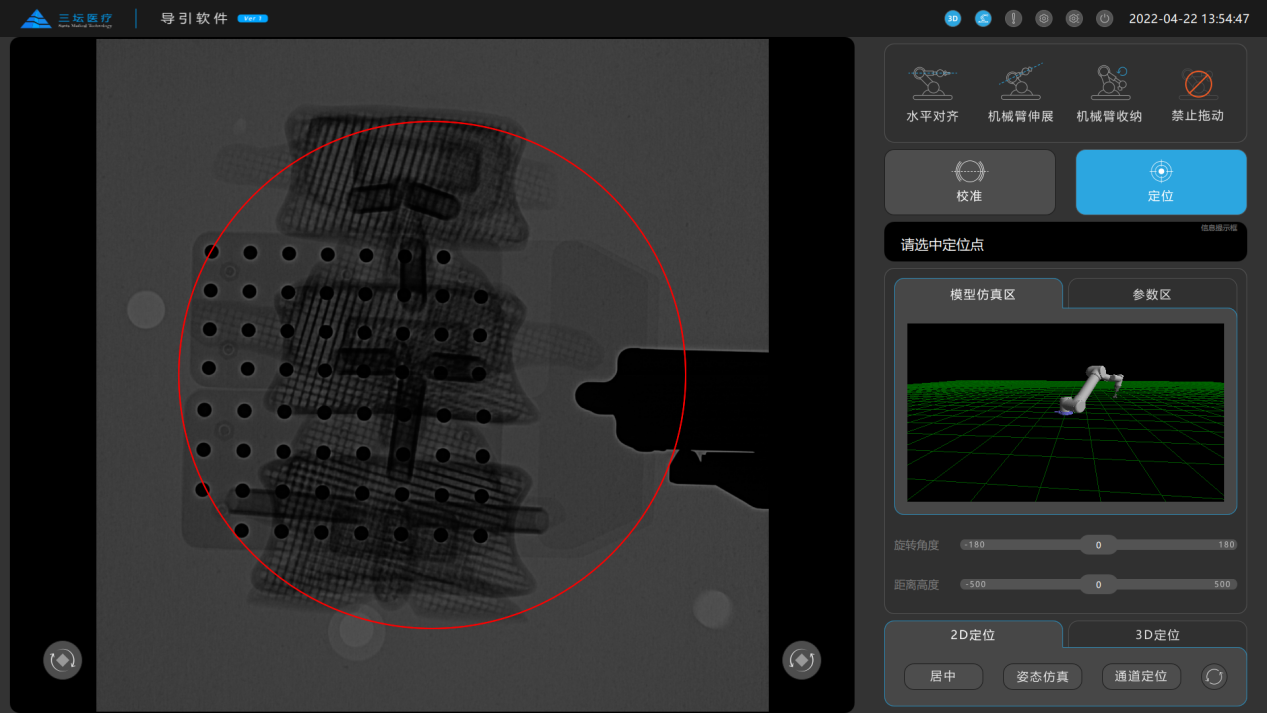 三坛医疗
导引软件 Ver 1
3D
2022-04-22 13:54:47
水平对齐 机械臂伸展 机械臂收纳 禁止拖动
校准 定位
信息提示框
请选中定位点
模型仿真区 参数区
旋转角度 -180 0 180
距离高度 -500 0 500
2D定位 3D定位
居中 姿态仿真 通道定位